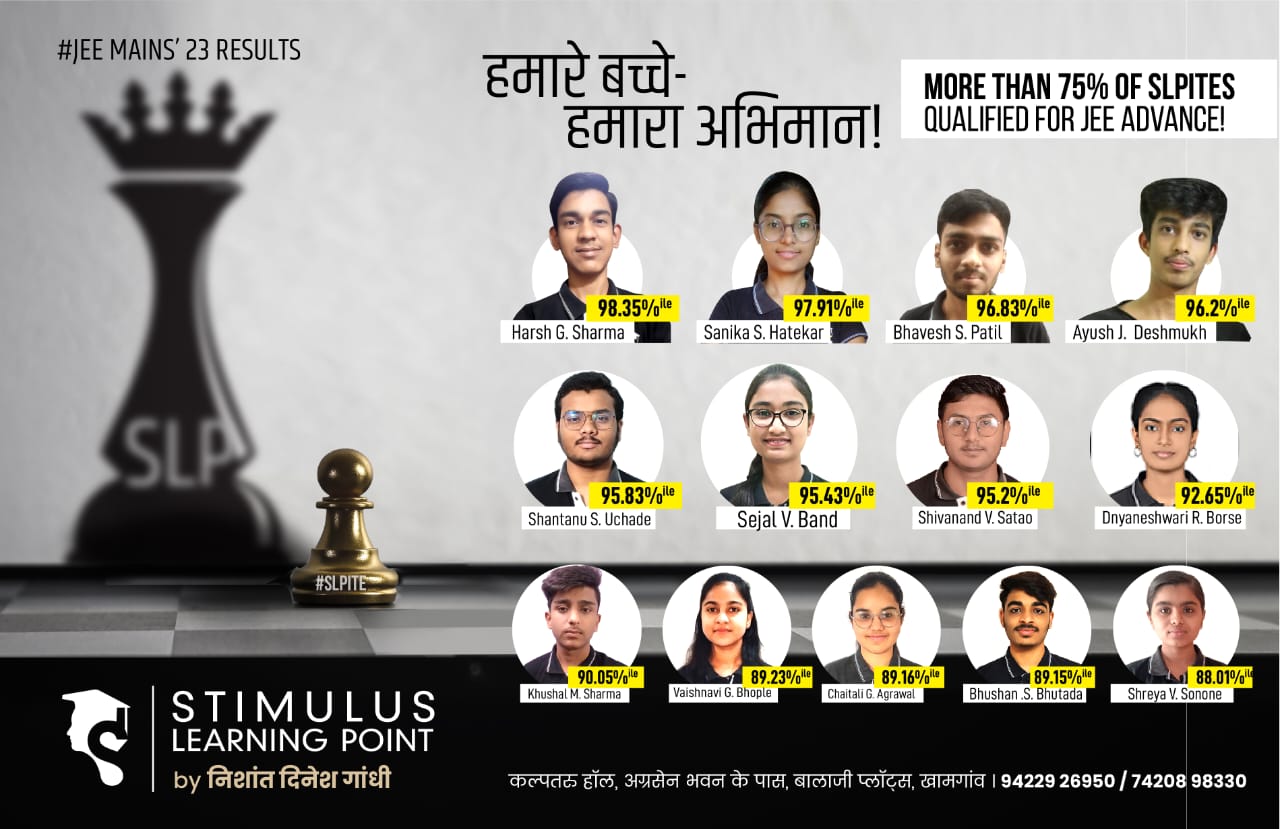 #JEE MAINS’ 23 RESULTS
हमारे बच्चे-
हमारा अभिमान!
MORE THAN 75% OF SLPITES
QUALIFIED FOR JEE ADVANCE!
98.35%ile
Harsh G. Sharma
97.91%ile
Sanika S. Hatekar
96.83%ile
Bhavesh S. Patil
96.2%ile
Ayush J. Deshmukh
95.83%ile
Shantanu S. Uchade
95.43%ile
Sejal V. Band
95.2%ile
Shivanand V. Satao
92.65%ile
Dnyaneshwari R. Borse
SLP
#SLPITE
90.05%ile
Khushal M. Sharma
89.23%ile
Vaishnavi G. Bhople
89.16%ile
Chaitali G. Agrawal
89.15%ile
Bhushan .S. Bhutada
88.01%ile
Shreya V. Sonone
STIMULUS
LEARNING POINT
by निशांत दिनेश गांधी
कल्पतरु हॉल, अग्रसेन भवन के पास, बालाजी प्लॉट्स, खामगांव । 94229 26950 / 74208 98330